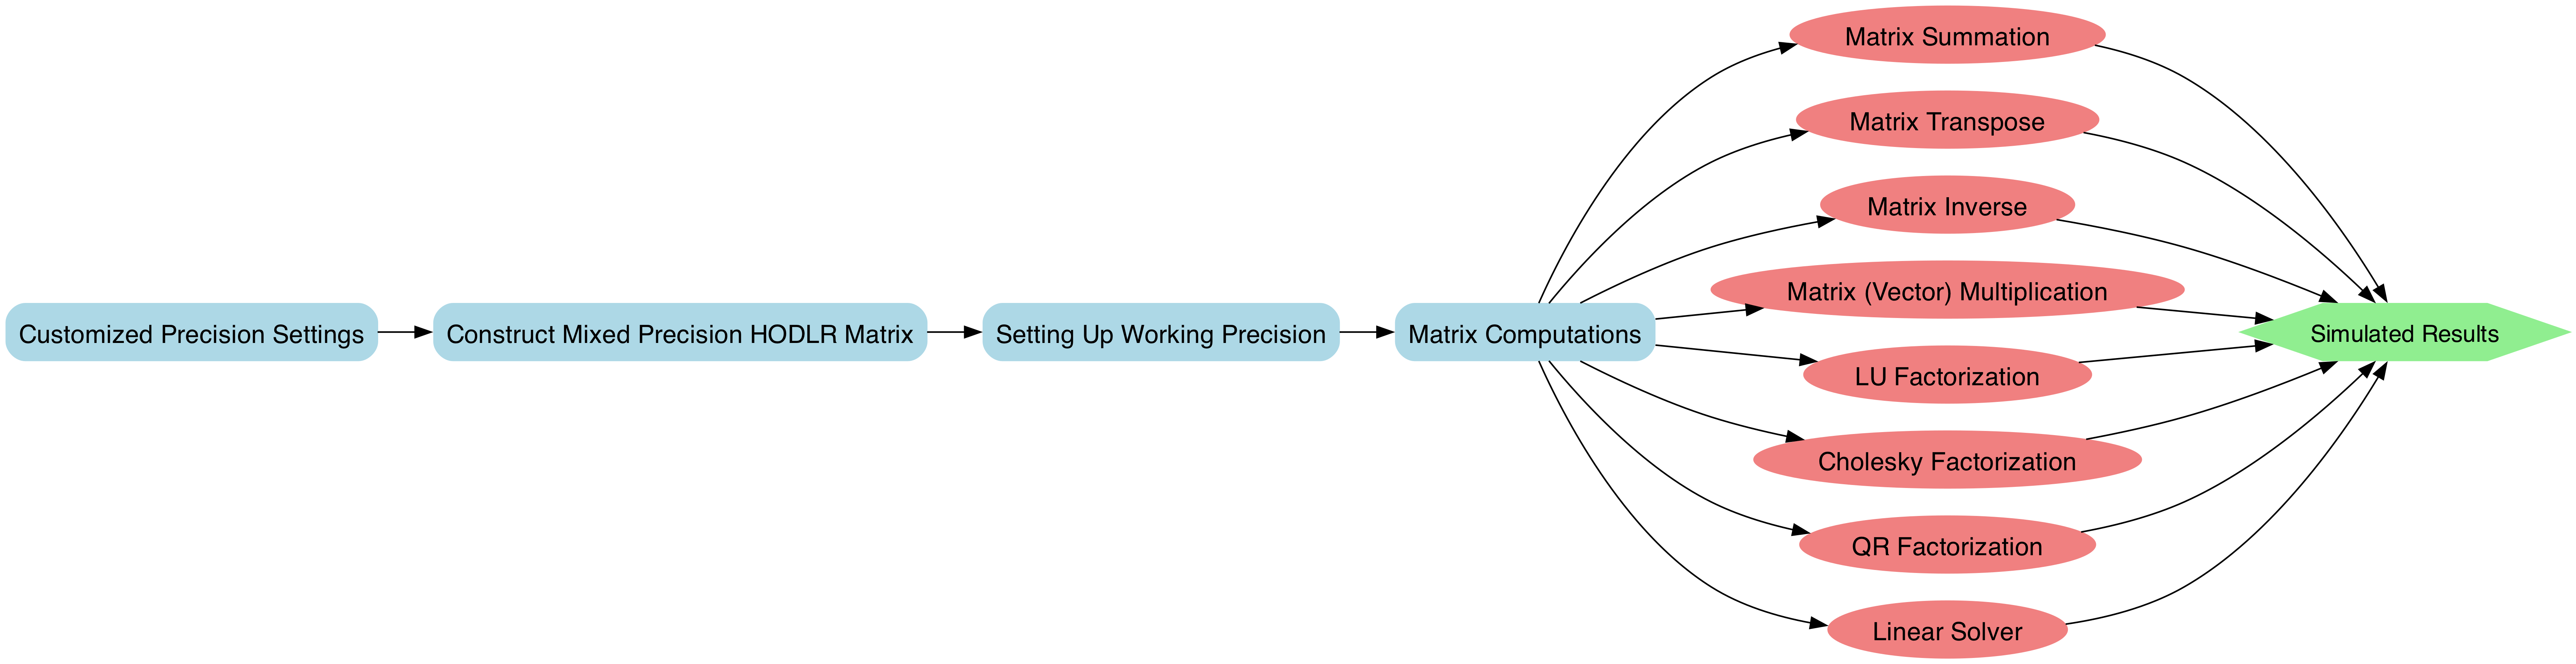 Customized Precision Settings
Construct Mixed Precision HODLR Matrix
Setting Up Working Precision
Matrix Computations
Matrix Summation
Matrix Transpose
Matrix Inverse
Matrix (Vector) Multiplication
LU Factorization
Cholesky Factorization
QR Factorization
Linear Solver
Simulated Results